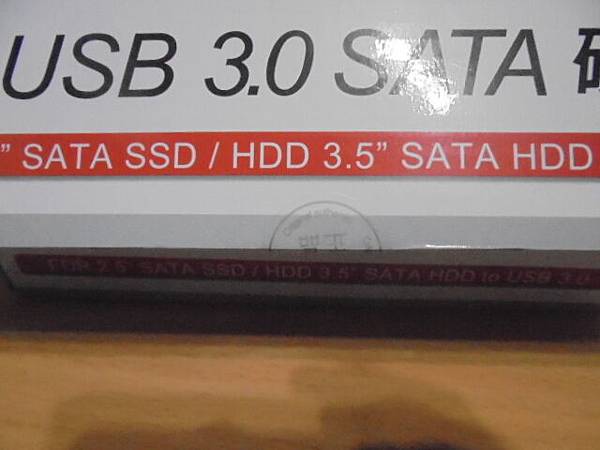 USB 3.0 SATA
” SATA SSD / HDD 3.5” SATA HDD
FOR 2.5” SATA SSD / HDD 3.5” SATA HDD to USB 3.0